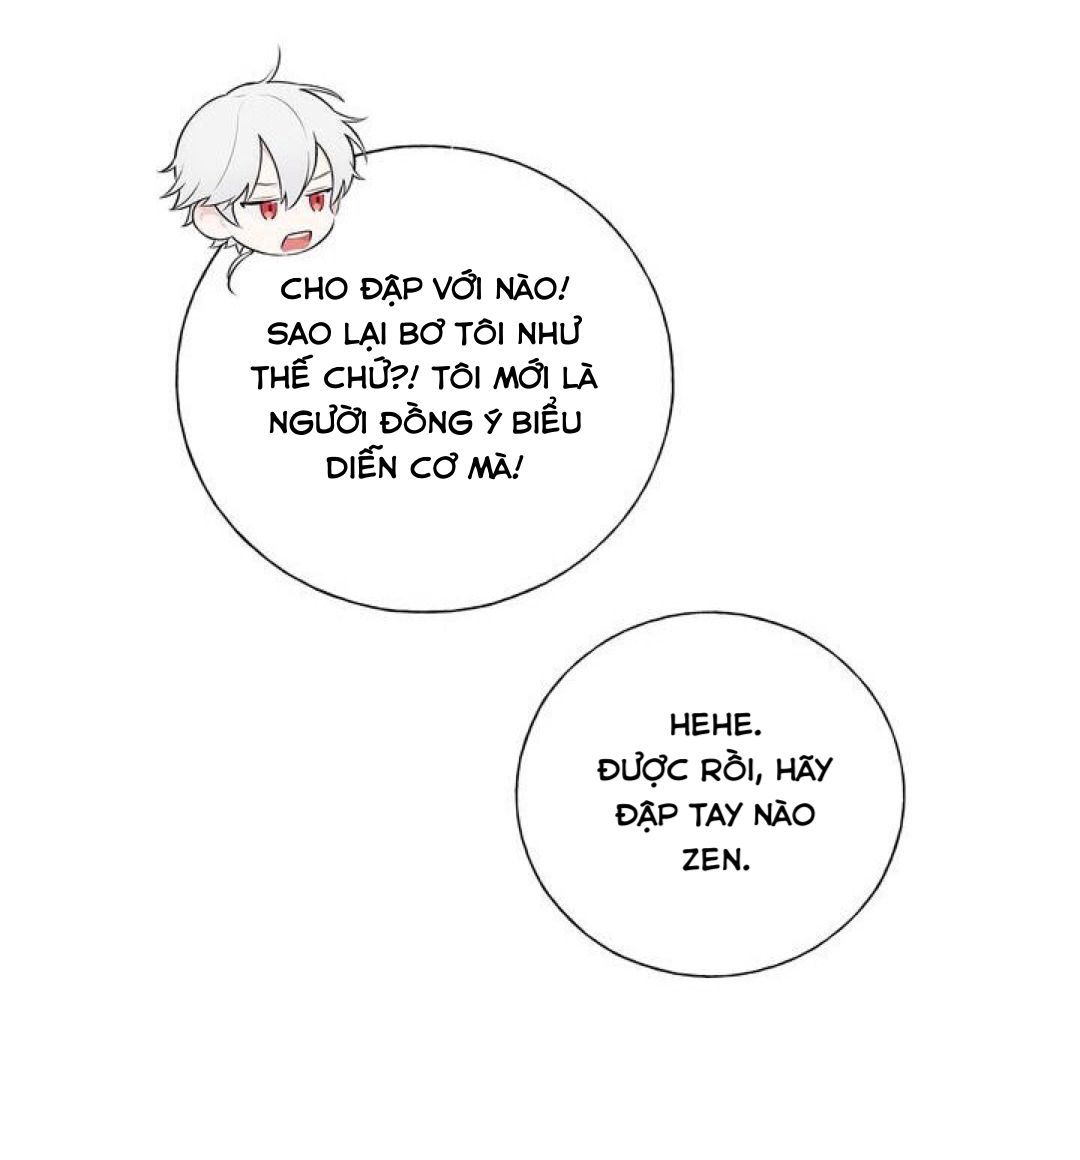 CHO ĐẬP VỚI NÀO!
SAO LẠI BƠ TÔI NHƯ
THẾ CHỨ?! TÔI MỚI LÀ
NGƯỜI ĐỒNG Ý BIỂU
DIỄN CƠ MÀ!
HEHE.
ĐƯỢC RỒI, HÃY
ĐẬP TAY NÀO
ZEN.